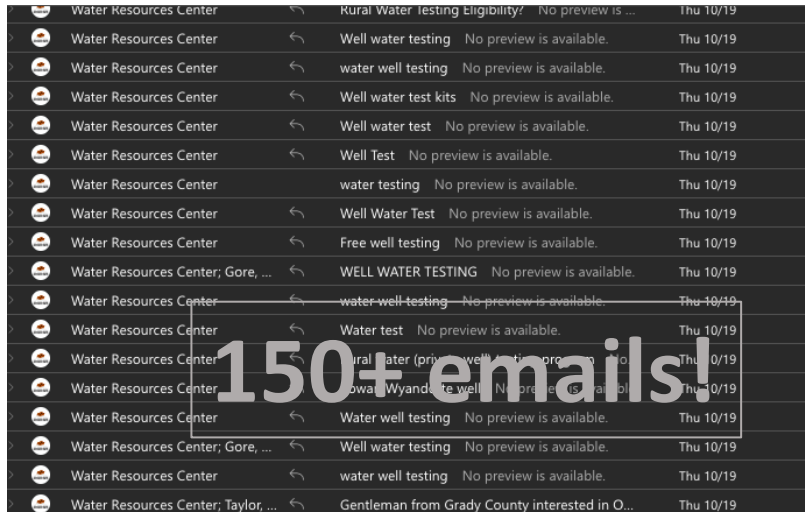 Water Resources Center Rural Water Testing Eligibility? No preview is ... Thu 10/19
Water Resources Center Well water testing No preview is available. Thu 10/19
Water Resources Center water well testing No preview is available. Thu 10/19
Water Resources Center Well water test kits No preview is available. Thu 10/19
Water Resources Center Well water test No preview is available. Thu 10/19
Water Resources Center Well Test No preview is available. Thu 10/19
Water Resources Center water testing No preview is available. Thu 10/19
Water Resources Center Well Water Test No preview is available. Thu 10/19
Water Resources Center Free well testing No preview is available. Thu 10/19
Water Resources Center; Gore, ... WELL WATER TESTING No preview is available. Thu 10/19
Water Resources Center water well testing No preview is available. Thu 10/19
Water Resources Center Water test No preview is available. Thu 10/19
Water Resources Center Water (private well) No Thu 10/19
150+ emails!
Water Resources Center Wyandotte well No preview is Thu 10/19
Water Resources Center Water well testing No preview is available. Thu 10/19
Water Resources Center; Gore, ... Well water testing No preview is available. Thu 10/19
Water Resources Center water well testing No preview is available. Thu 10/19
Water Resources Center; Taylor, ... Gentleman from Grady County interested in O... Thu 10/19